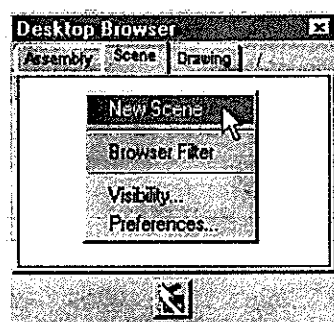 Desktop Browser
Assembly Scene Drawing
New Scene
Browser Filter
Visibility...
Preferences...